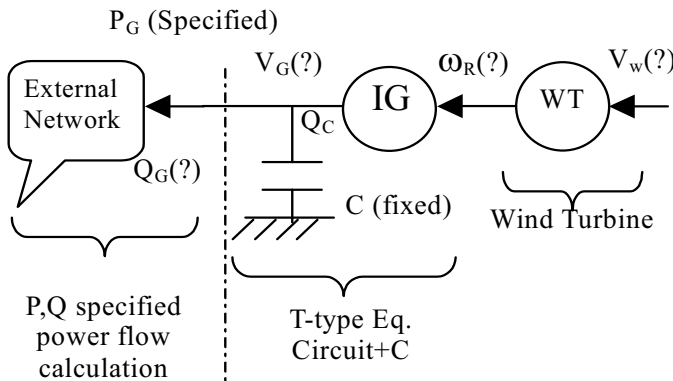 P_G (Specified)
V_G(?)
ω_R(?)
V_w(?)
External
Network
IG
WT
Q_C
Q_G(?)
C (fixed)
Wind Turbine
P,Q specified
power flow
calculation
T-type Eq.
Circuit+C